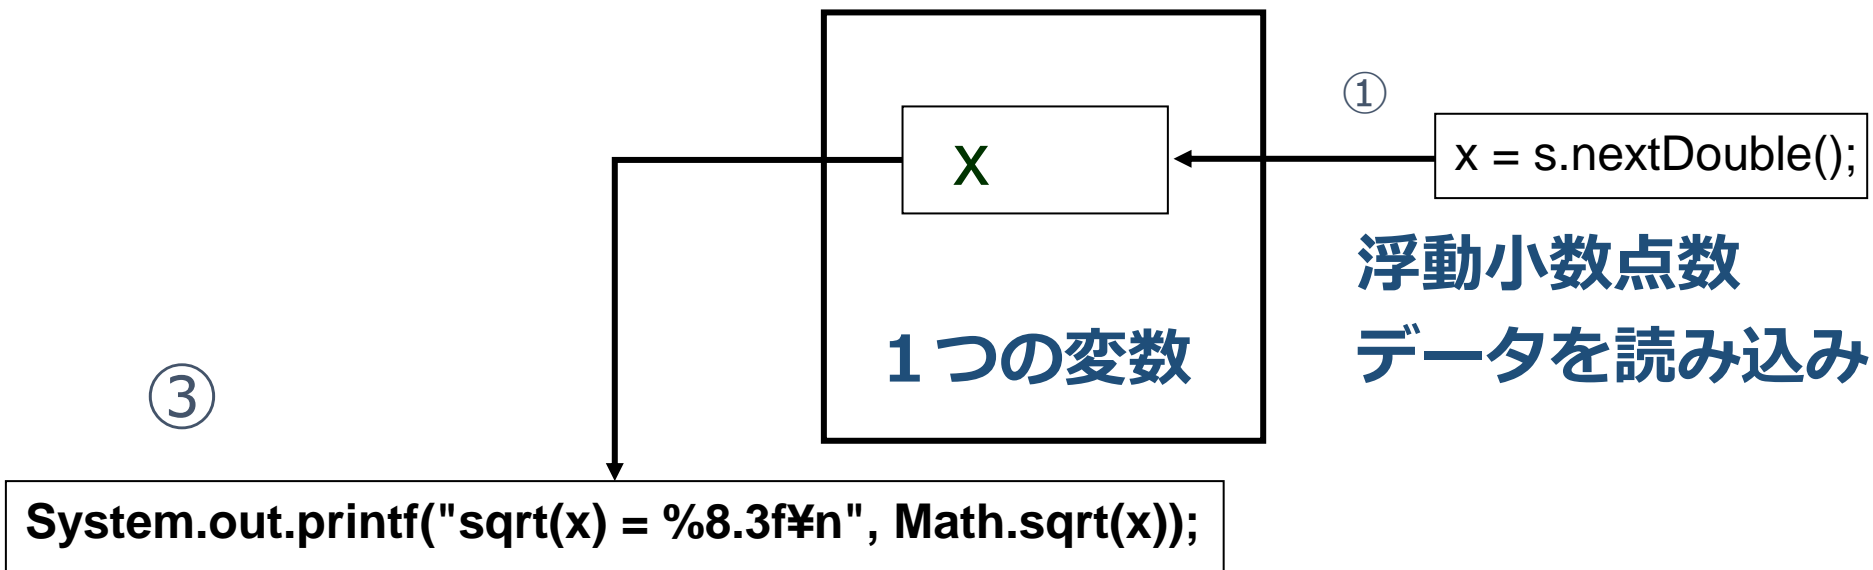 ①
x
x = s.nextDouble();
浮動小数点数
データを読み込み
１つの変数
③
System.out.printf("sqrt(x) = %8.3f¥n", Math.sqrt(x));